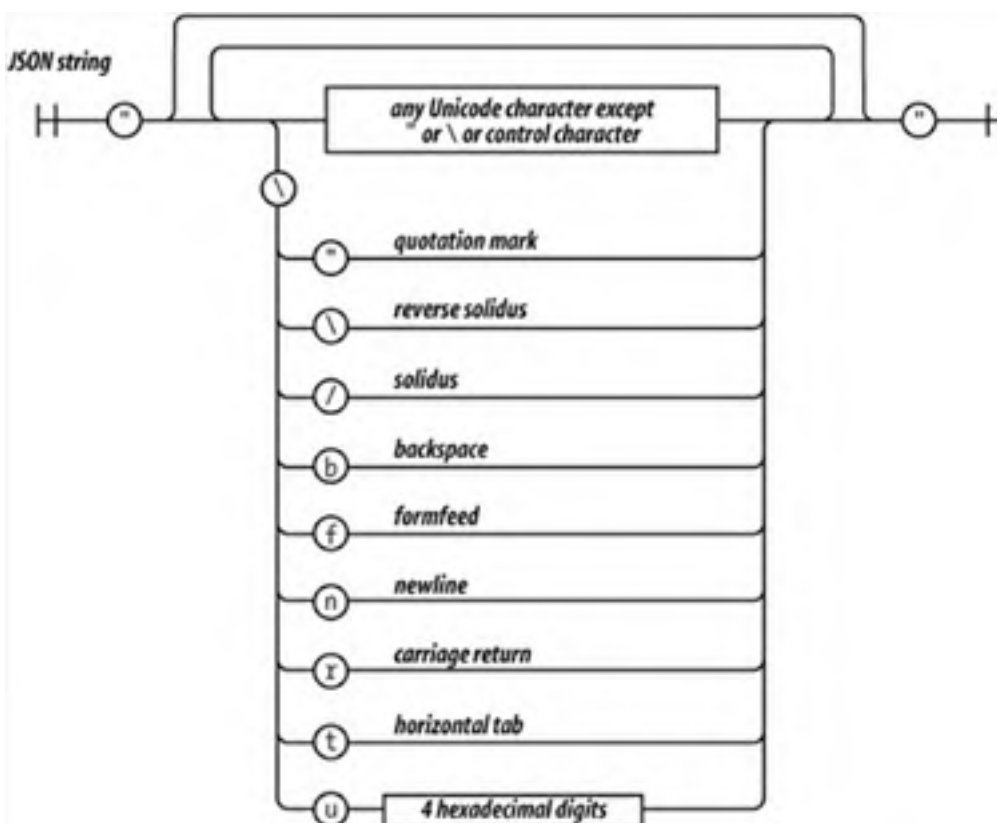 JSON string
"
any Unicode character except
" or \ or control character
"
\
" quotation mark
\ reverse solidus
/ solidus
b backspace
f formfeed
n newline
r carriage return
t horizontal tab
u 4 hexadecimal digits